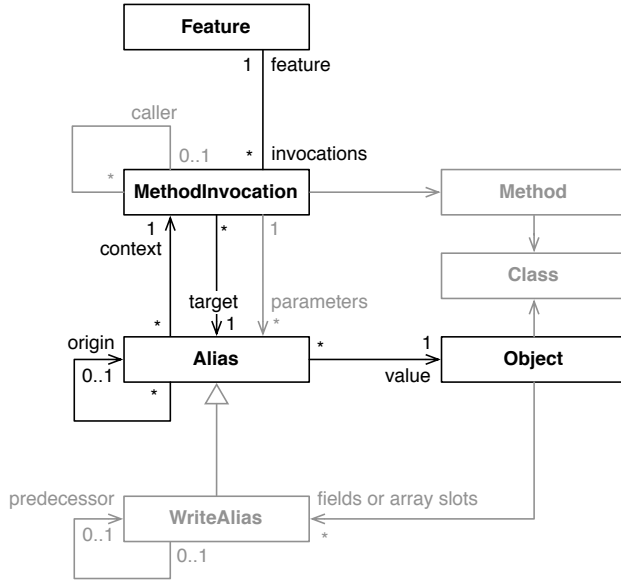 Feature
1
feature
caller
0..1
*
*
invocations
MethodInvocation
Method
1
context
*
1
Class
target
parameters
*
1
*
origin
0..1
*
Alias
*
1
value
Object
predecessor
0..1
WriteAlias
0..1
fields or array slots
*